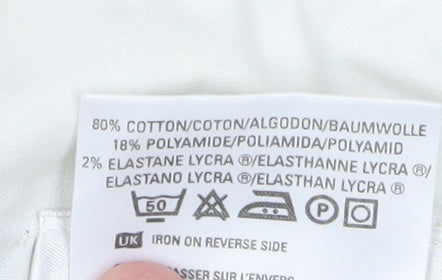 80% COTTON/COTON/ALGODON/BAUMWOLLE
18% POLYAMIDE/POLIAMIDA/POLYAMID
2% ELASTANE LYCRA ®/ELASTHANNE LYCRA ®/
ELASTANO LYCRA ®/ELASTHAN LYCRA ®
50 P
UK IRON ON REVERSE SIDE
SUR L'ENVERS